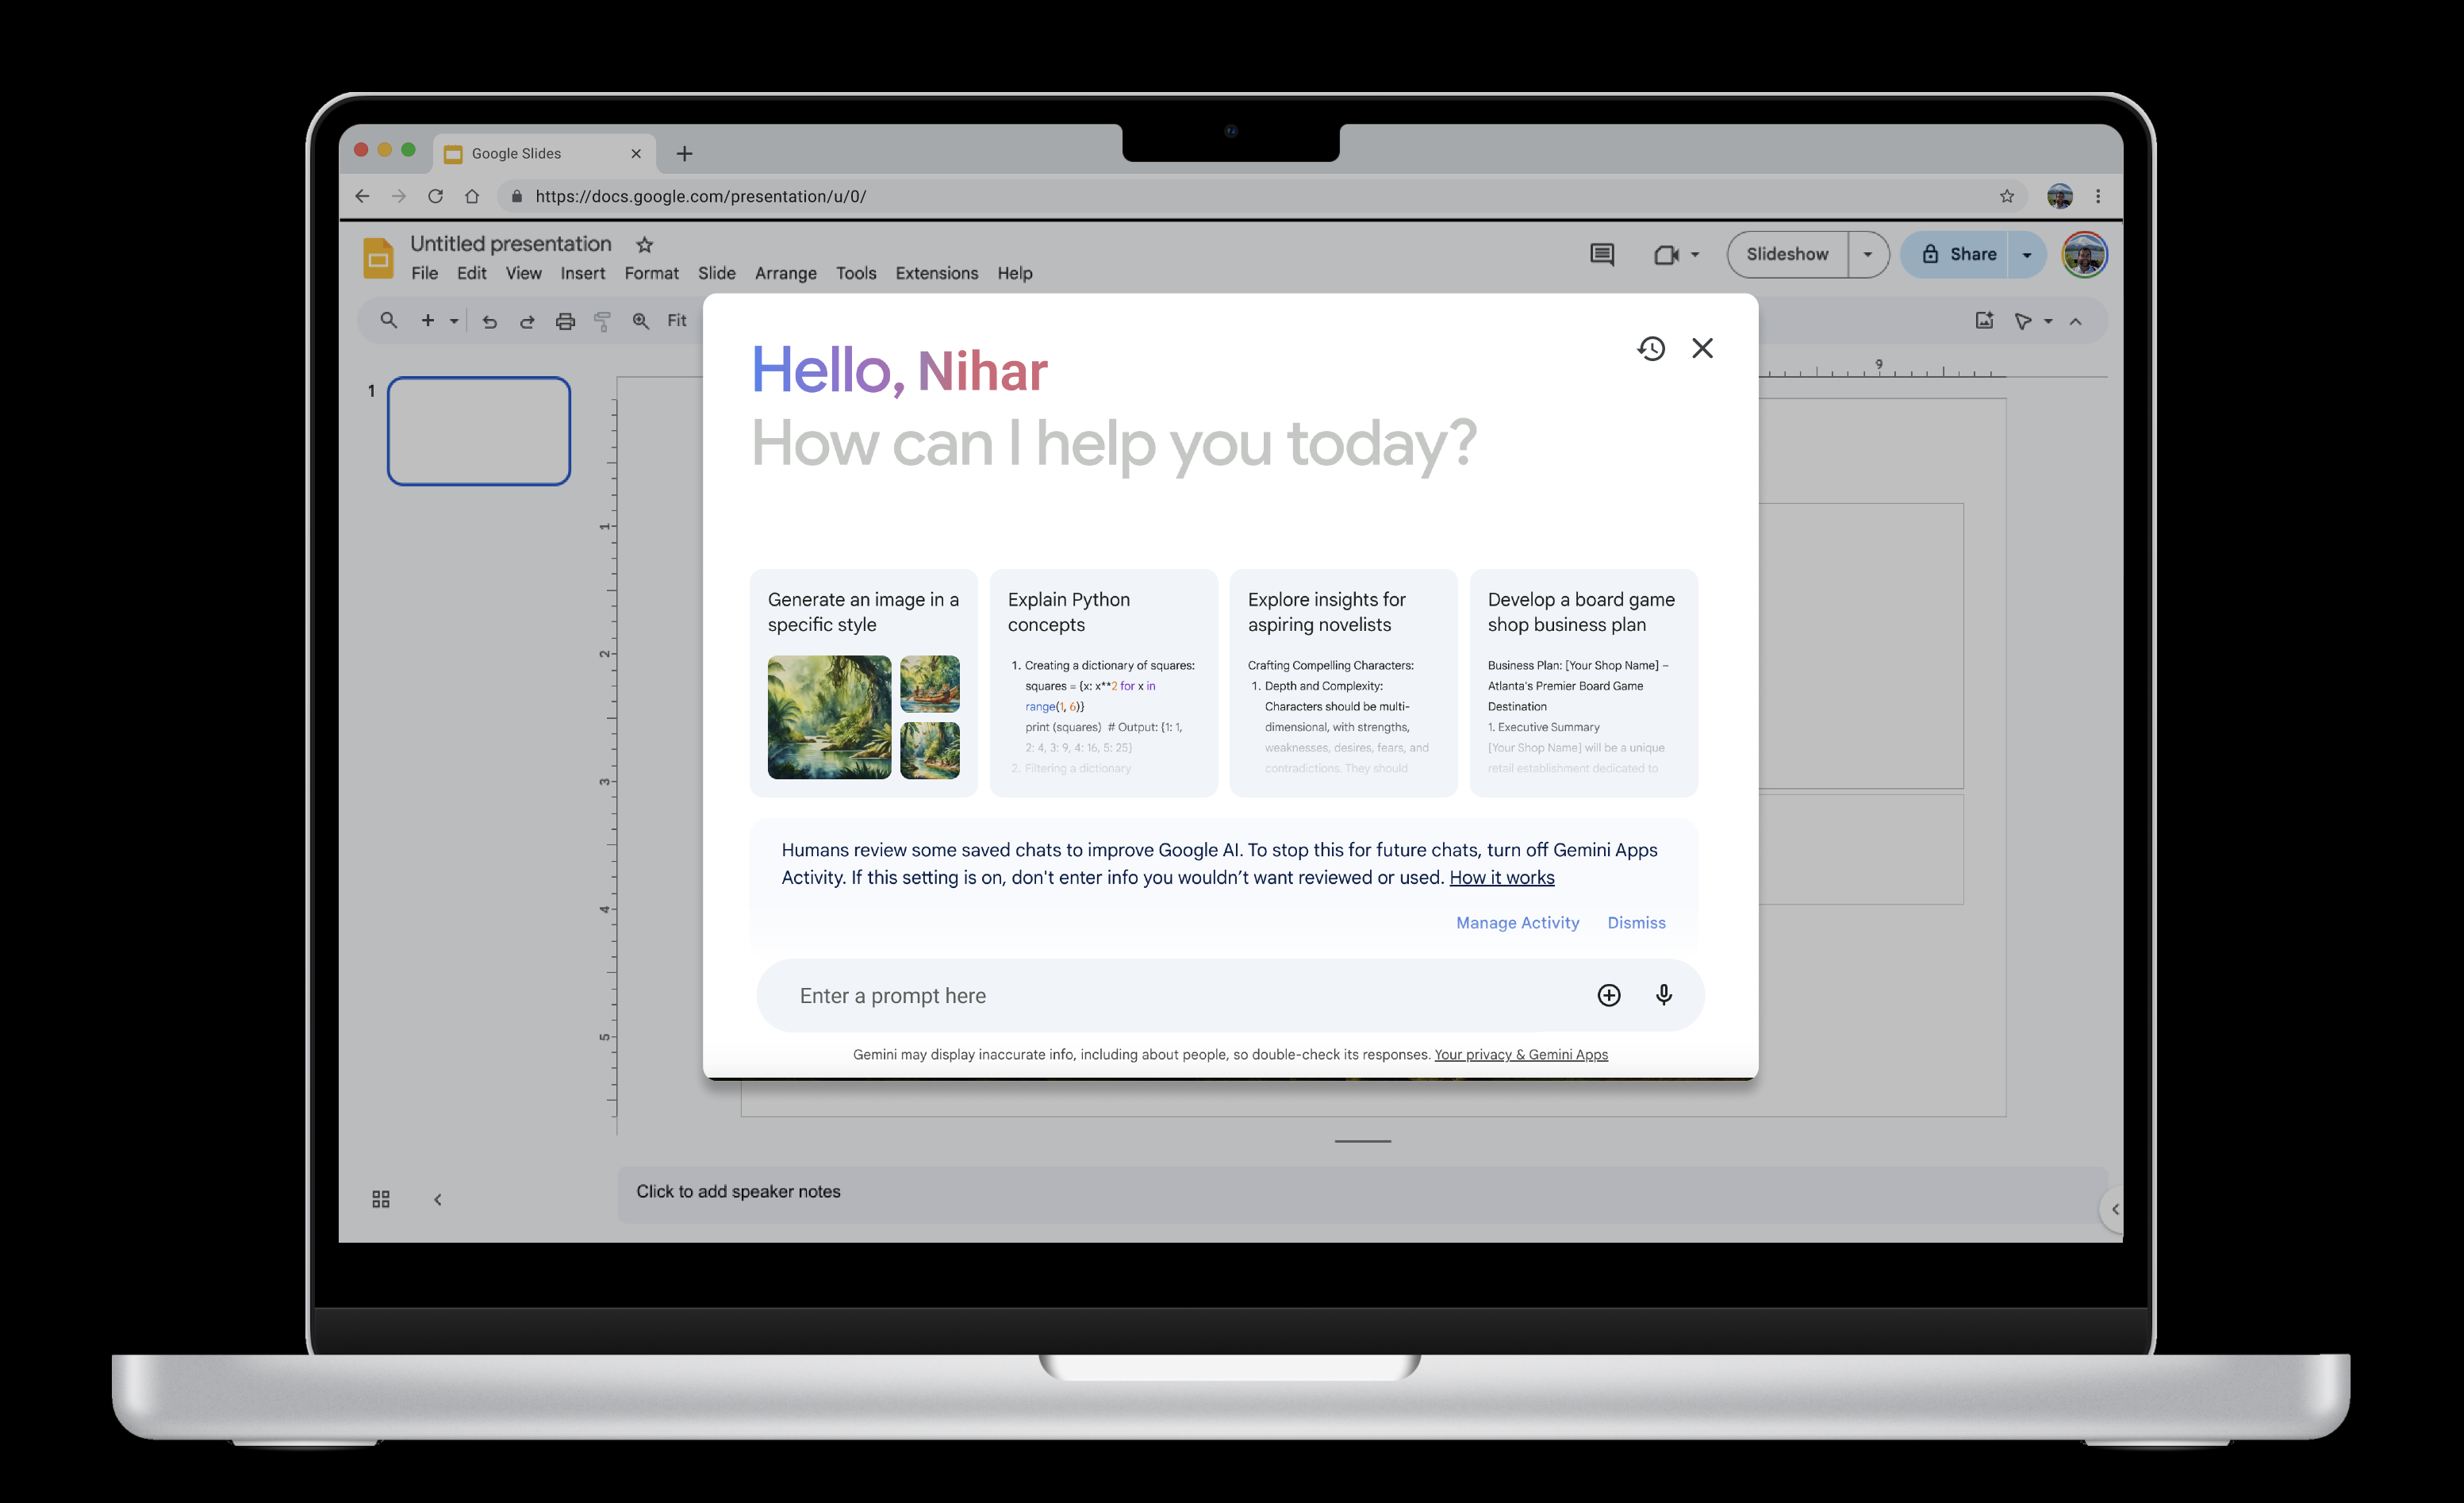 Google Slides
https://docs.google.com/presentation/u/0/
Untitled presentation
File Edit View Insert Format Slide Arrange Tools Extensions Help
Slideshow
Share
Fit
9
1
1
2
3
4
5
Hello, Nihar
How can I help you today?
Generate an image in a
specific style
Explain Python
concepts
1. Creating a dictionary of squares:
squares = {x: x**2 for x in
range(1, 6)}
print (squares) # Output: {1: 1,
2: 4, 3: 9, 4: 16, 5: 25}
2. Filtering a dictionary
Explore insights for
aspiring novelists
Crafting Compelling Characters:
1. Depth and Complexity:
Characters should be multi-
dimensional, with strengths,
weaknesses, desires, fears, and
contradictions. They should
Develop a board game
shop business plan
Business Plan: [Your Shop Name] –
Atlanta's Premier Board Game
Destination
1. Executive Summary
[Your Shop Name] will be a unique
retail establishment dedicated to
Humans review some saved chats to improve Google AI. To stop this for future chats, turn off Gemini Apps
Activity. If this setting is on, don't enter info you wouldn’t want reviewed or used. How it works
Manage Activity Dismiss
Enter a prompt here
Gemini may display inaccurate info, including about people, so double-check its responses. Your privacy & Gemini Apps
Click to add speaker notes